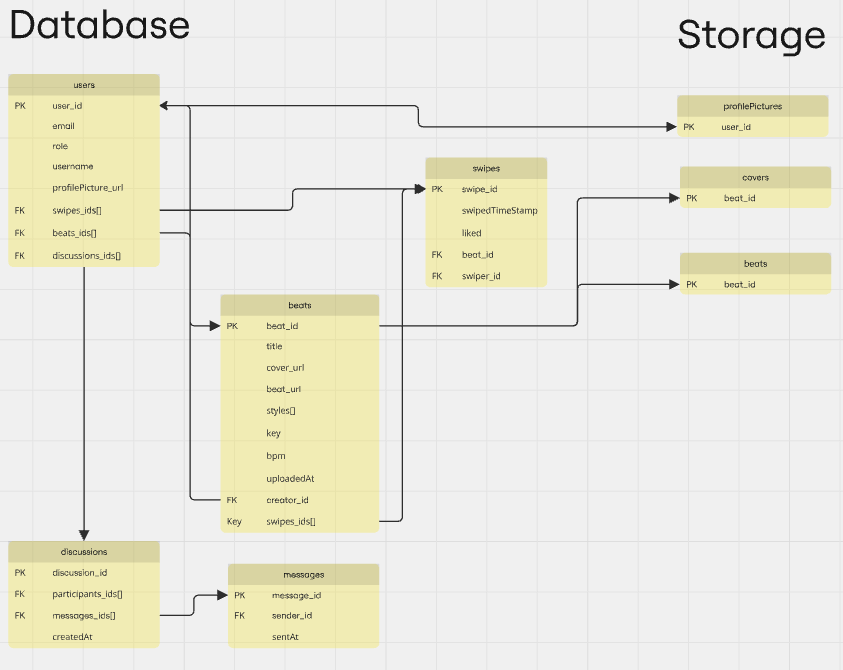 Database
Storage
users
PK user_id
email
role
username
profilePicture_url
FK swipes_ids[]
FK beats_ids[]
FK discussions_ids[]
profilePictures
PK user_id
swipes
PK swipe_id
swipedTimeStamp
liked
FK beat_id
FK swiper_id
covers
PK beat_id
beats
PK beat_id
beats
PK beat_id
title
cover_url
beat_url
styles[]
key
bpm
uploadedAt
FK creator_id
Key swipes_ids[]
discussions
PK discussion_id
FK participants_ids[]
FK messages_ids[]
createdAt
messages
PK message_id
FK sender_id
sentAt